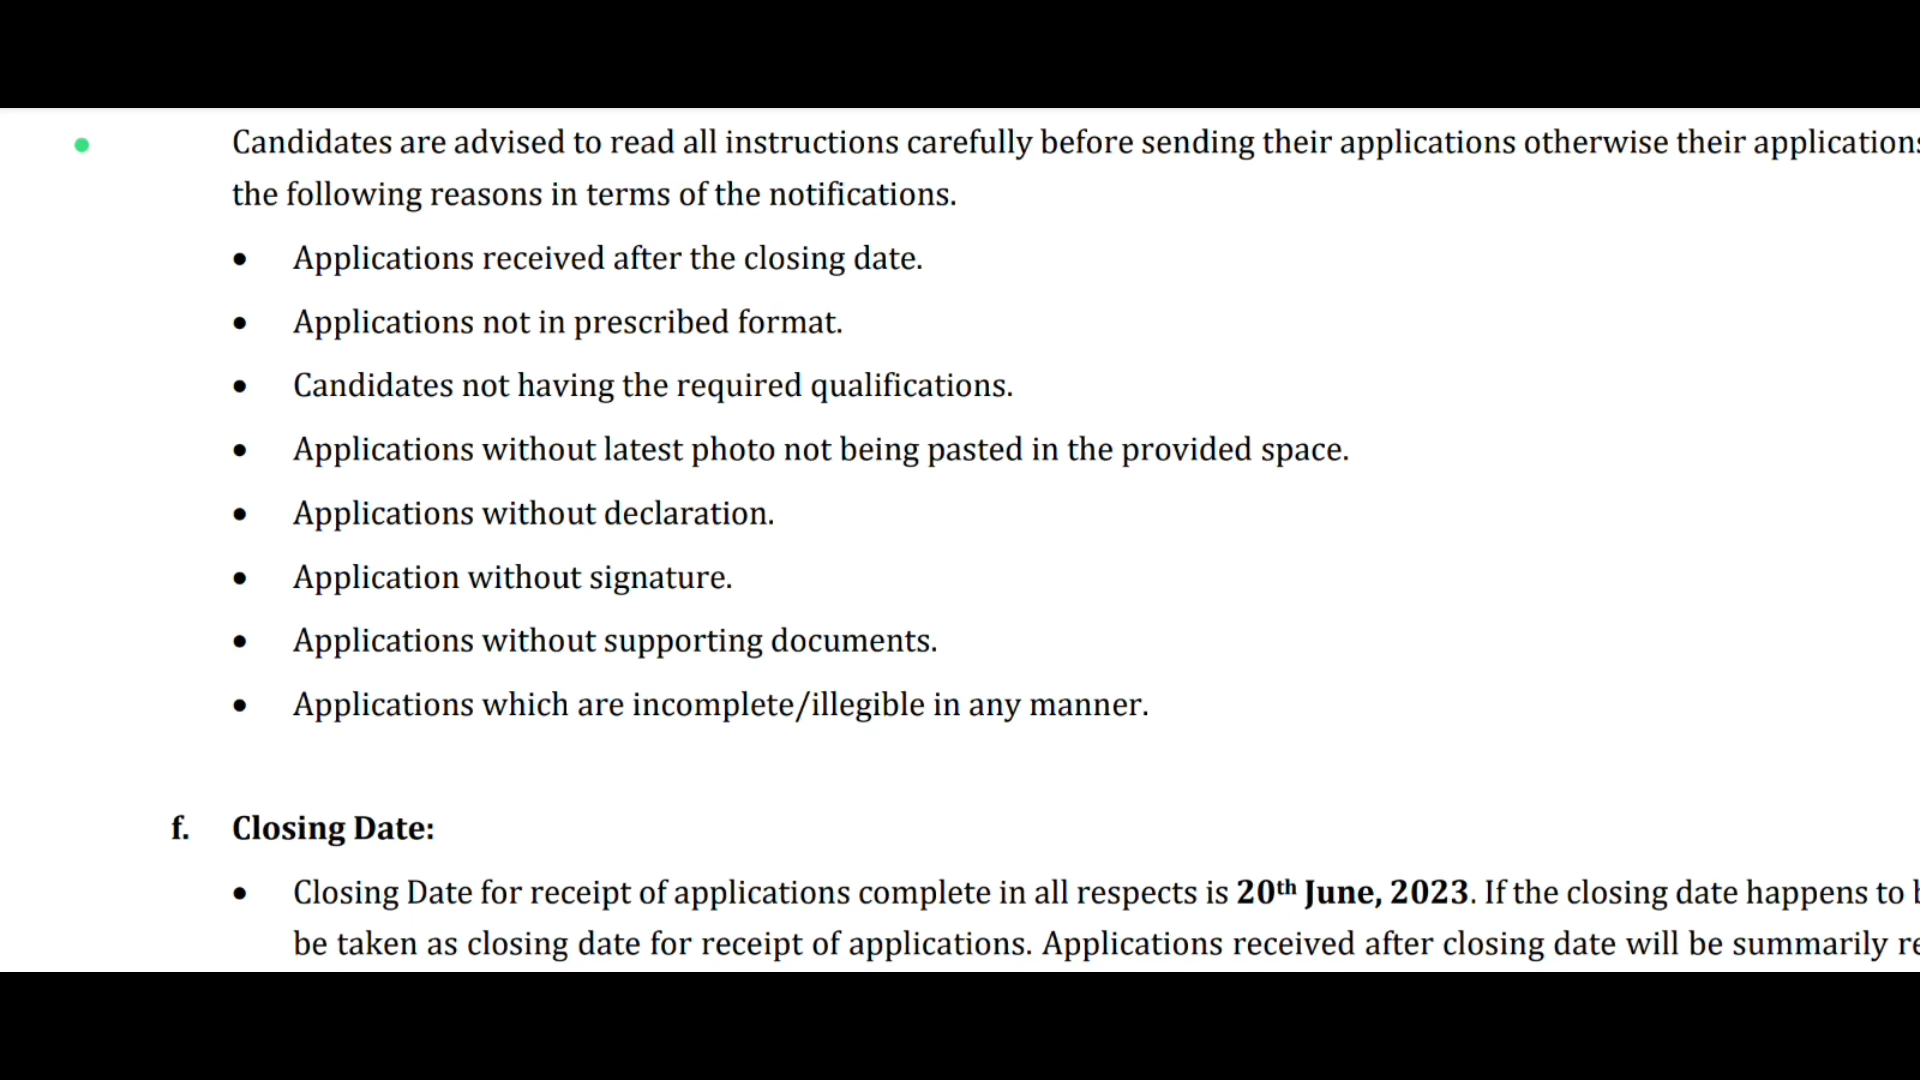 Candidates are advised to read all instructions carefully before sending their applications otherwise their applications
the following reasons in terms of the notifications.
• Applications received after the closing date.
• Applications not in prescribed format.
• Candidates not having the required qualifications.
• Applications without latest photo not being pasted in the provided space.
• Applications without declaration.
• Application without signature.
• Applications without supporting documents.
• Applications which are incomplete/illegible in any manner.
f. Closing Date:
• Closing Date for receipt of applications complete in all respects is 20th June, 2023. If the closing date happens to
be taken as closing date for receipt of applications. Applications received after closing date will be summarily